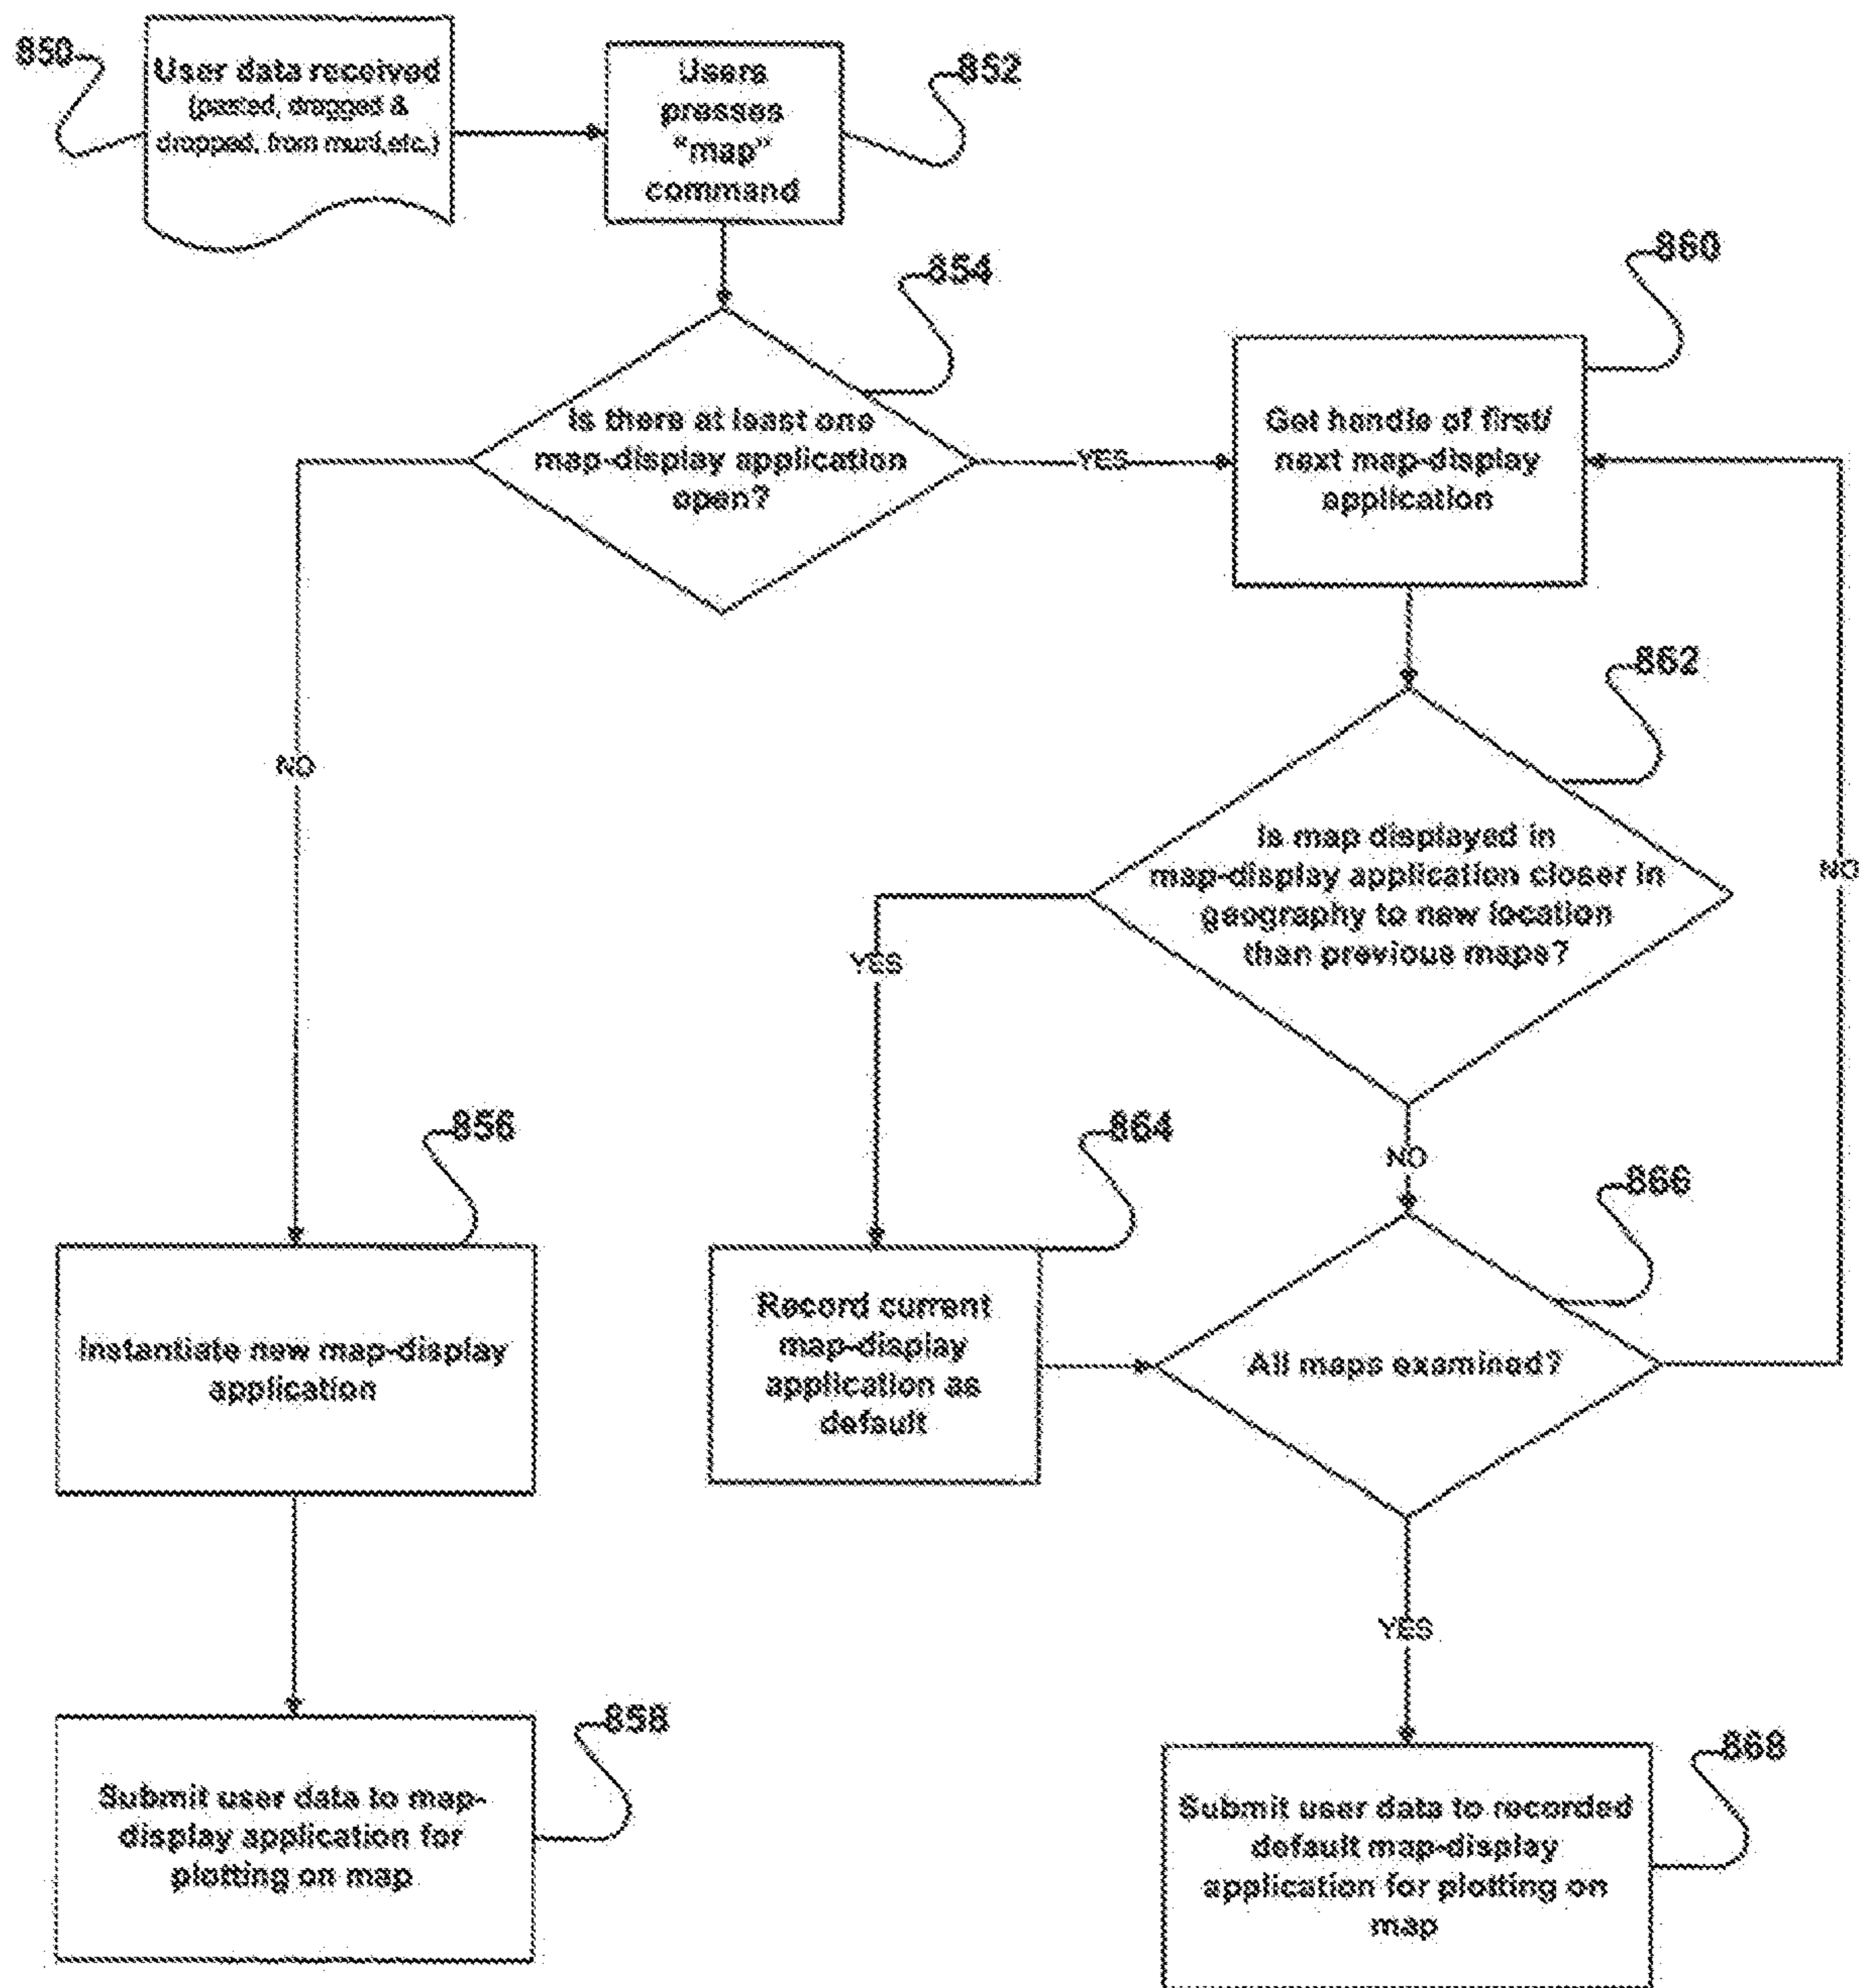 850
User data received
(pasted, dragged &
dropped, from murl,etc.)
Users
presses
"map"
command
852
854
Is there at least one
map-display application
open?
YES
NO
860
Get handle of first/
next map-display
application
862
Is map displayed in
map-display application closer in
geography to new location
than previous maps?
YES
NO
NO
856
Instantiate new map-display
application
864
Record current
map-display
application as
default
866
All maps examined?
YES
858
Submit user data to map-
display application for
plotting on map
868
Submit user data to recorded
default map-display
application for plotting on
map